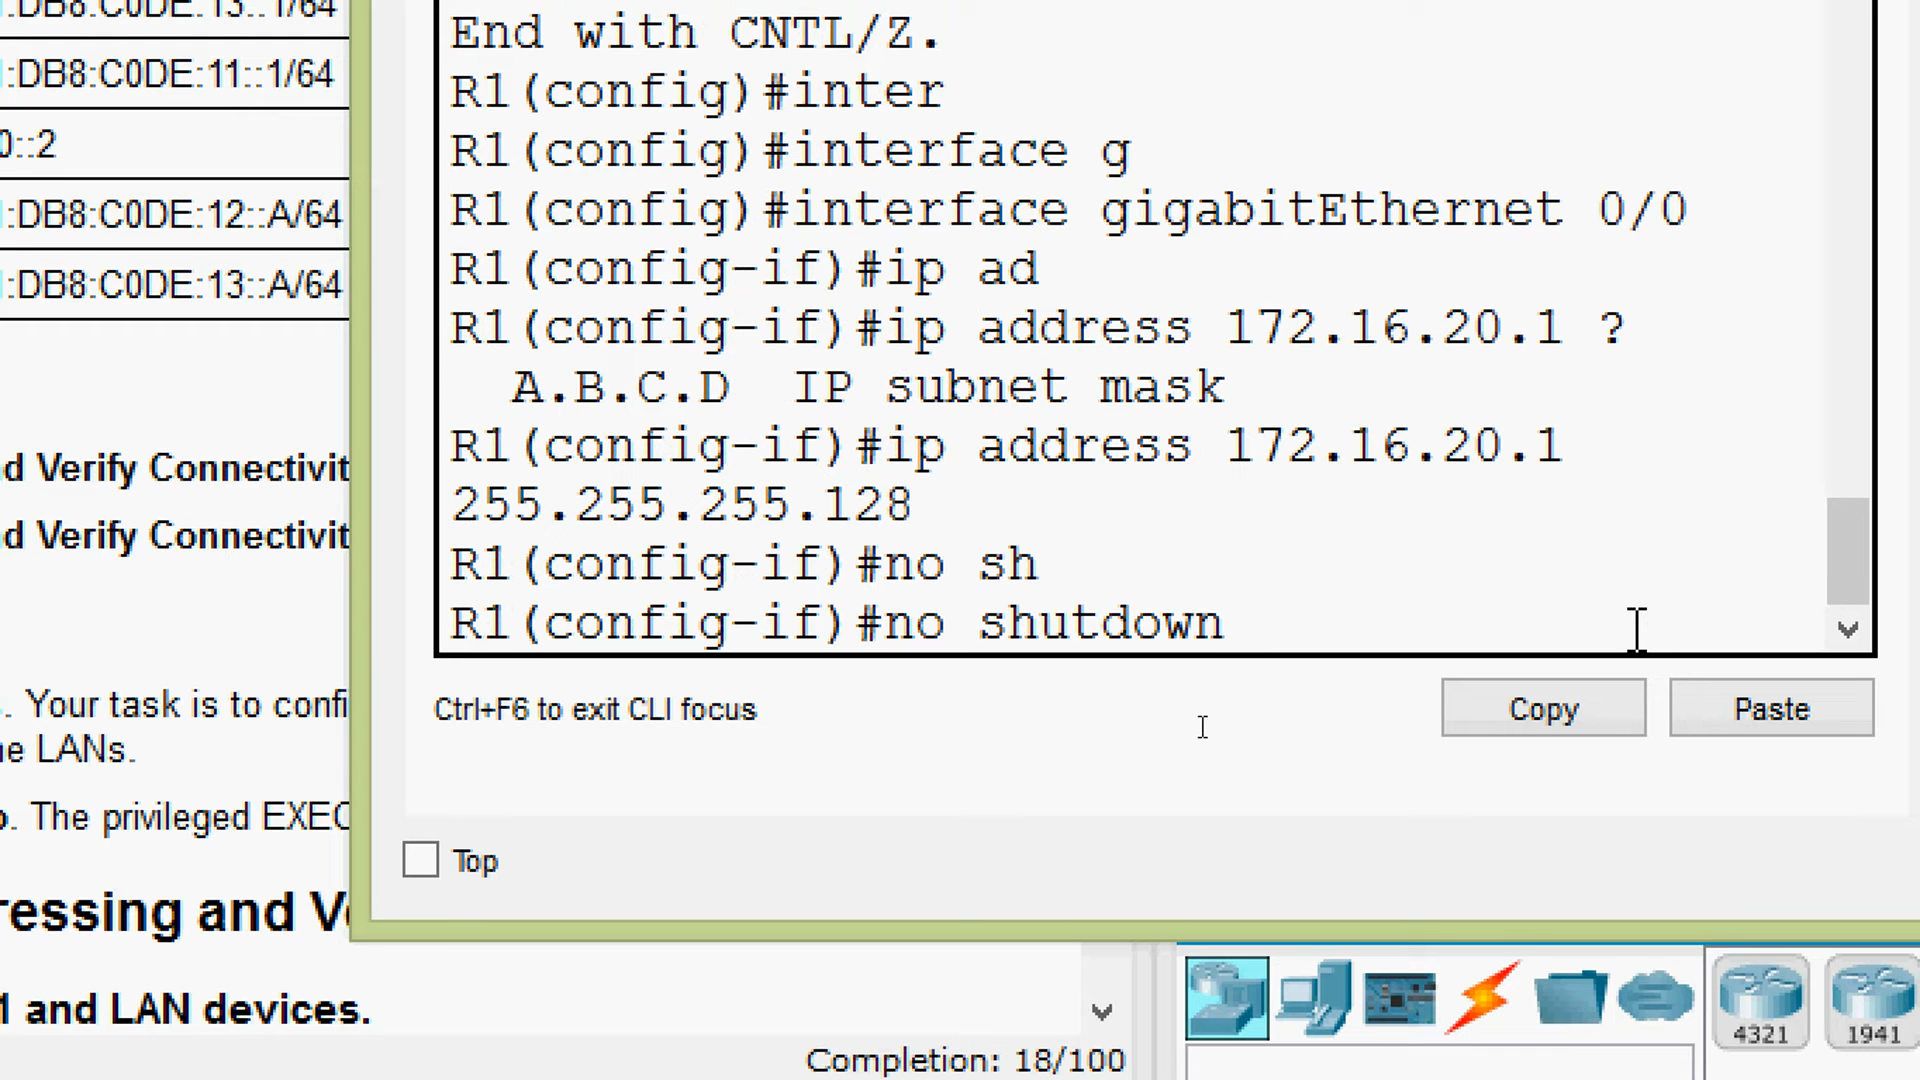 :DB8:C0DE:13::1/64
:DB8:C0DE:11::1/64
0::2
:DB8:C0DE:12::A/64
:DB8:C0DE:13::A/64
d Verify Connectivit
d Verify Connectivit
. Your task is to confi
e LANs.
. The privileged EXEC
ressing and V
1 and LAN devices.
Completion: 18/100
End with CNTL/Z.
R1(config)#inter
R1(config)#interface g
R1(config)#interface gigabitEthernet 0/0
R1(config-if)#ip ad
R1(config-if)#ip address 172.16.20.1 ?
A.B.C.D  IP subnet mask
R1(config-if)#ip address 172.16.20.1
255.255.255.128
R1(config-if)#no sh
R1(config-if)#no shutdown
Ctrl+F6 to exit CLI focus
Copy
Paste
Top
4321
1941